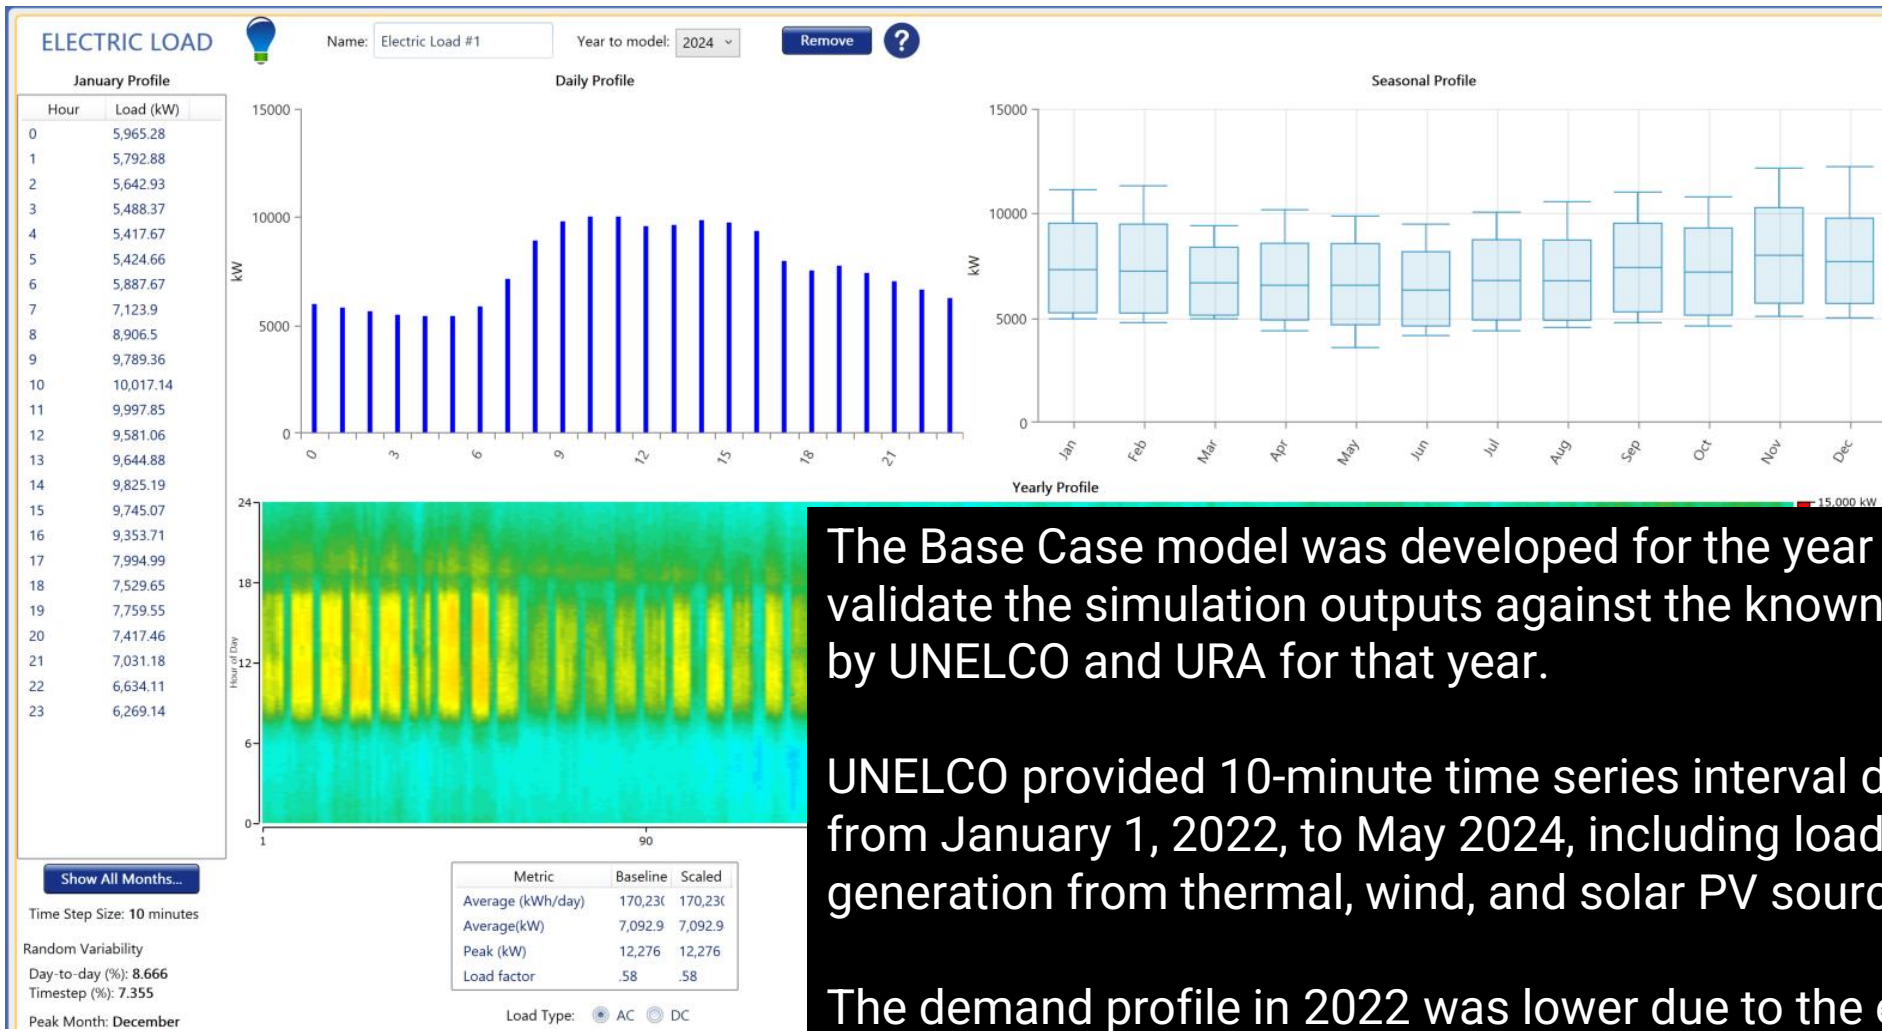 ELECTRIC LOAD
Name: Electric Load #1
Year to model: 2024
Remove
?
January Profile
Hour Load (kW)
0 5,965.28
1 5,792.88
2 5,642.93
3 5,488.37
4 5,417.67
5 5,424.66
6 5,887.67
7 7,123.9
8 8,906.5
9 9,789.36
10 10,017.14
11 9,997.85
12 9,581.06
13 9,644.88
14 9,825.19
15 9,745.07
16 9,353.71
17 7,994.99
18 7,529.65
19 7,759.55
20 7,417.46
21 7,031.18
22 6,634.11
23 6,269.14
Show All Months...
Time Step Size: 10 minutes
Random Variability
Day-to-day (%): 8.666
Timestep (%): 7.355
Peak Month: December
Daily Profile
15000
10000
5000
0
kW
0 3 6 9 12 15 18 21
Seasonal Profile
15000
10000
5000
0
kW
Jan Feb Mar Apr May Jun Jul Aug Sep Oct Nov Dec
Yearly Profile
24
18
12
6
0
Hour of Day
1 90
15,000 kW
Metric Baseline Scaled
Average (kWh/day) 170,23 170,23
Average(kW) 7,092.9 7,092.9
Peak (kW) 12,276 12,276
Load factor .58 .58
Load Type: AC DC
The Base Case model was developed for the year
validate the simulation outputs against the known
by UNELCO and URA for that year.
UNELCO provided 10-minute time series interval
from January 1, 2022, to May 2024, including load
generation from thermal, wind, and solar PV
The demand profile in 2022 was lower due to the